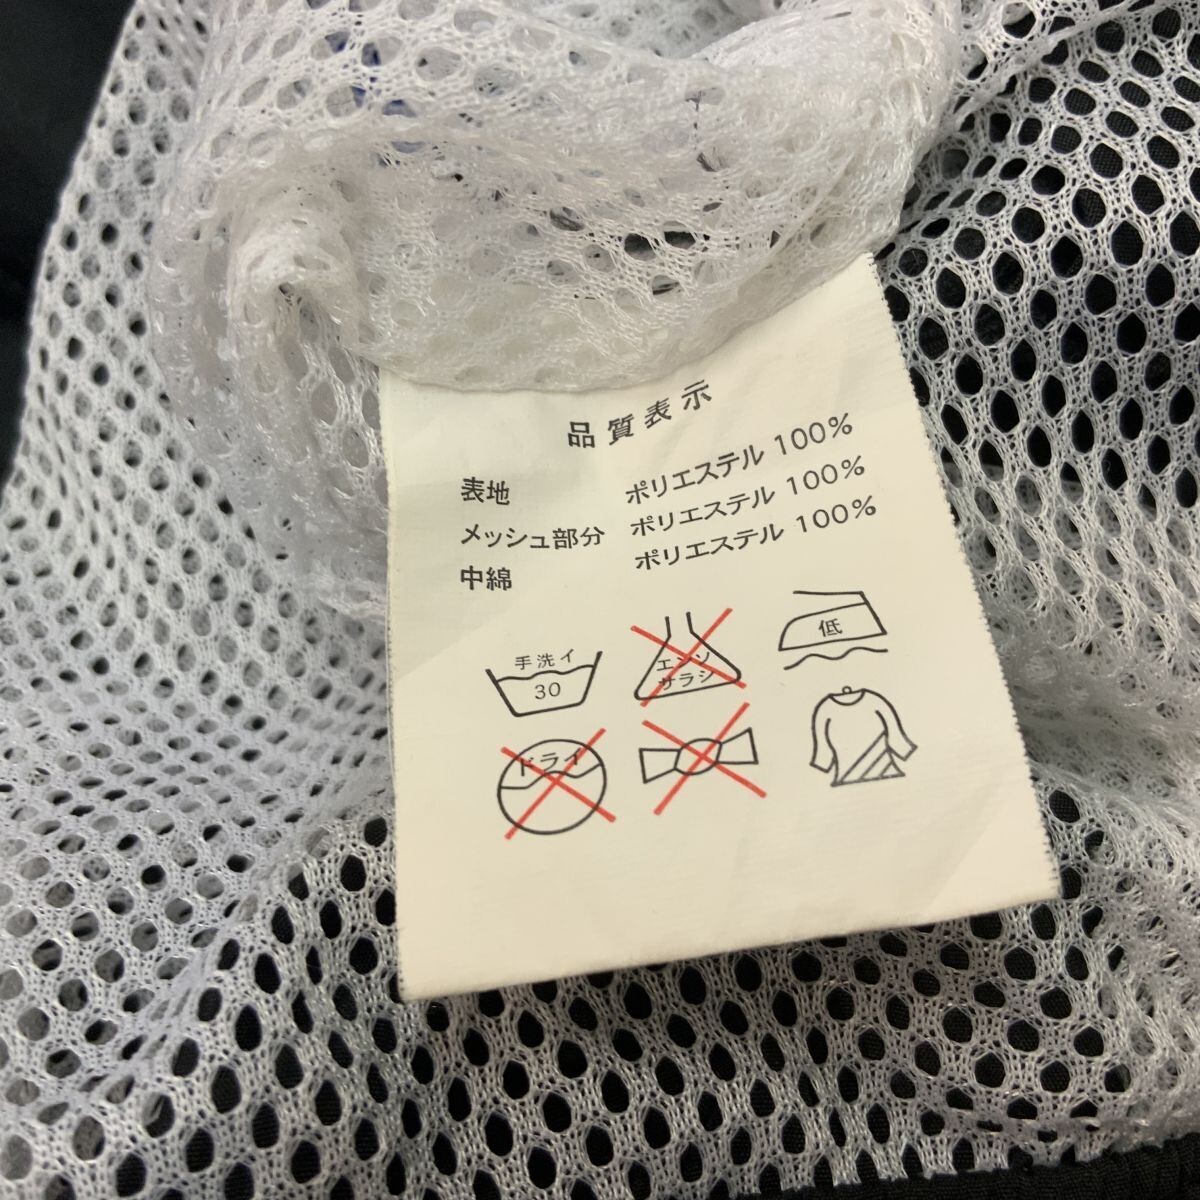 品質表示
表地 ポリエステル 100%
メッシュ部分 ポリエステル 100%
中綿 ポリエステル 100%
手洗イ
30
エンソ
サラシ
低
ドライ